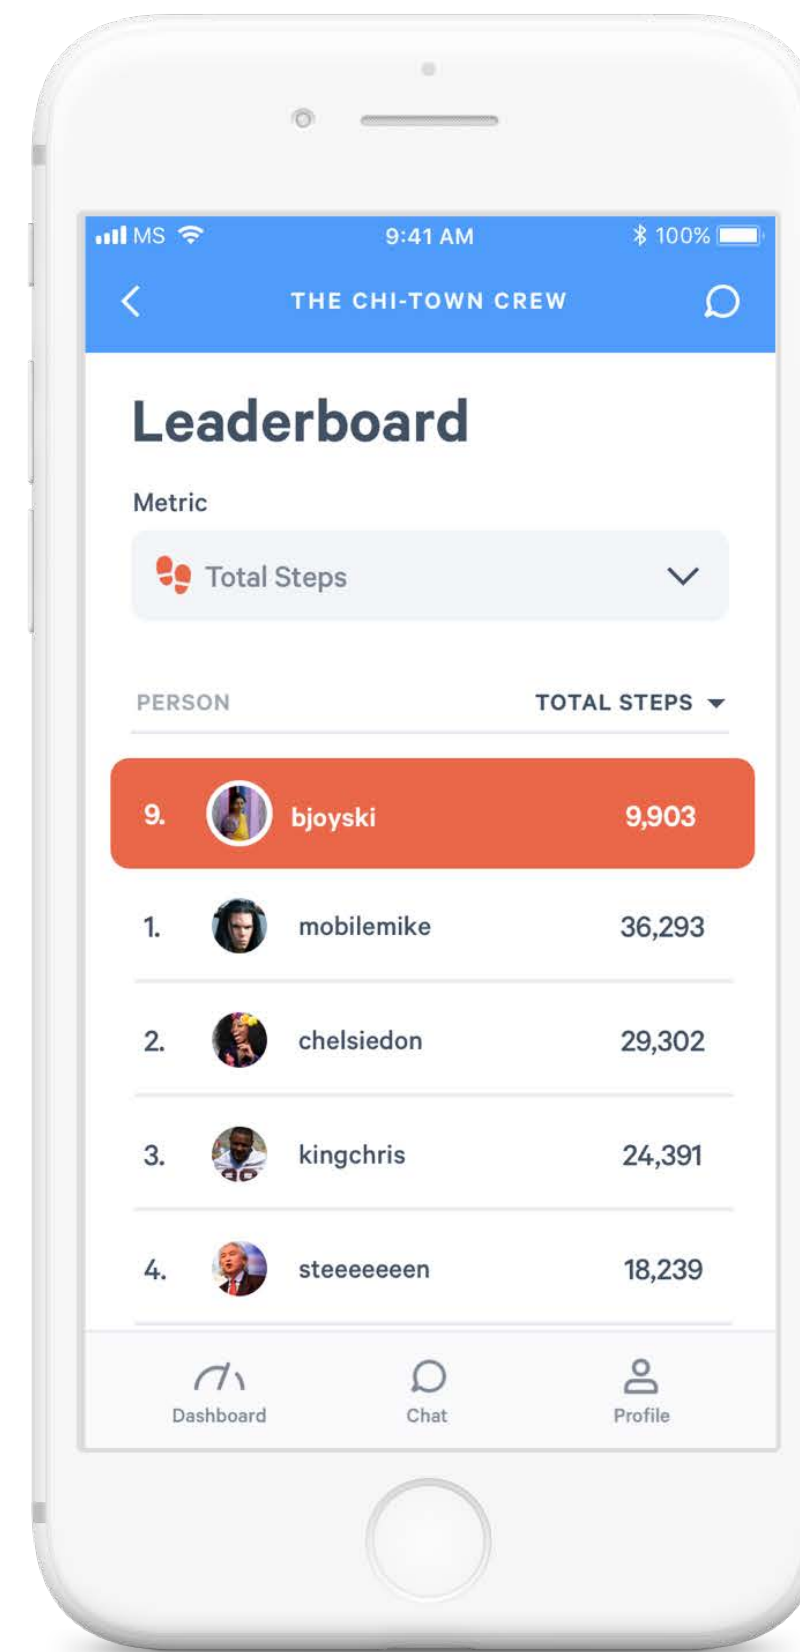 MS 9:41 AM 100%
THE CHI-TOWN CREW
Leaderboard
Metric
Total Steps
PERSON TOTAL STEPS
9. bjoyski 9,903
1. mobilemike 36,293
2. chelsiedon 29,302
3. kingchris 24,391
4. steeeeeeen 18,239
Dashboard Chat Profile